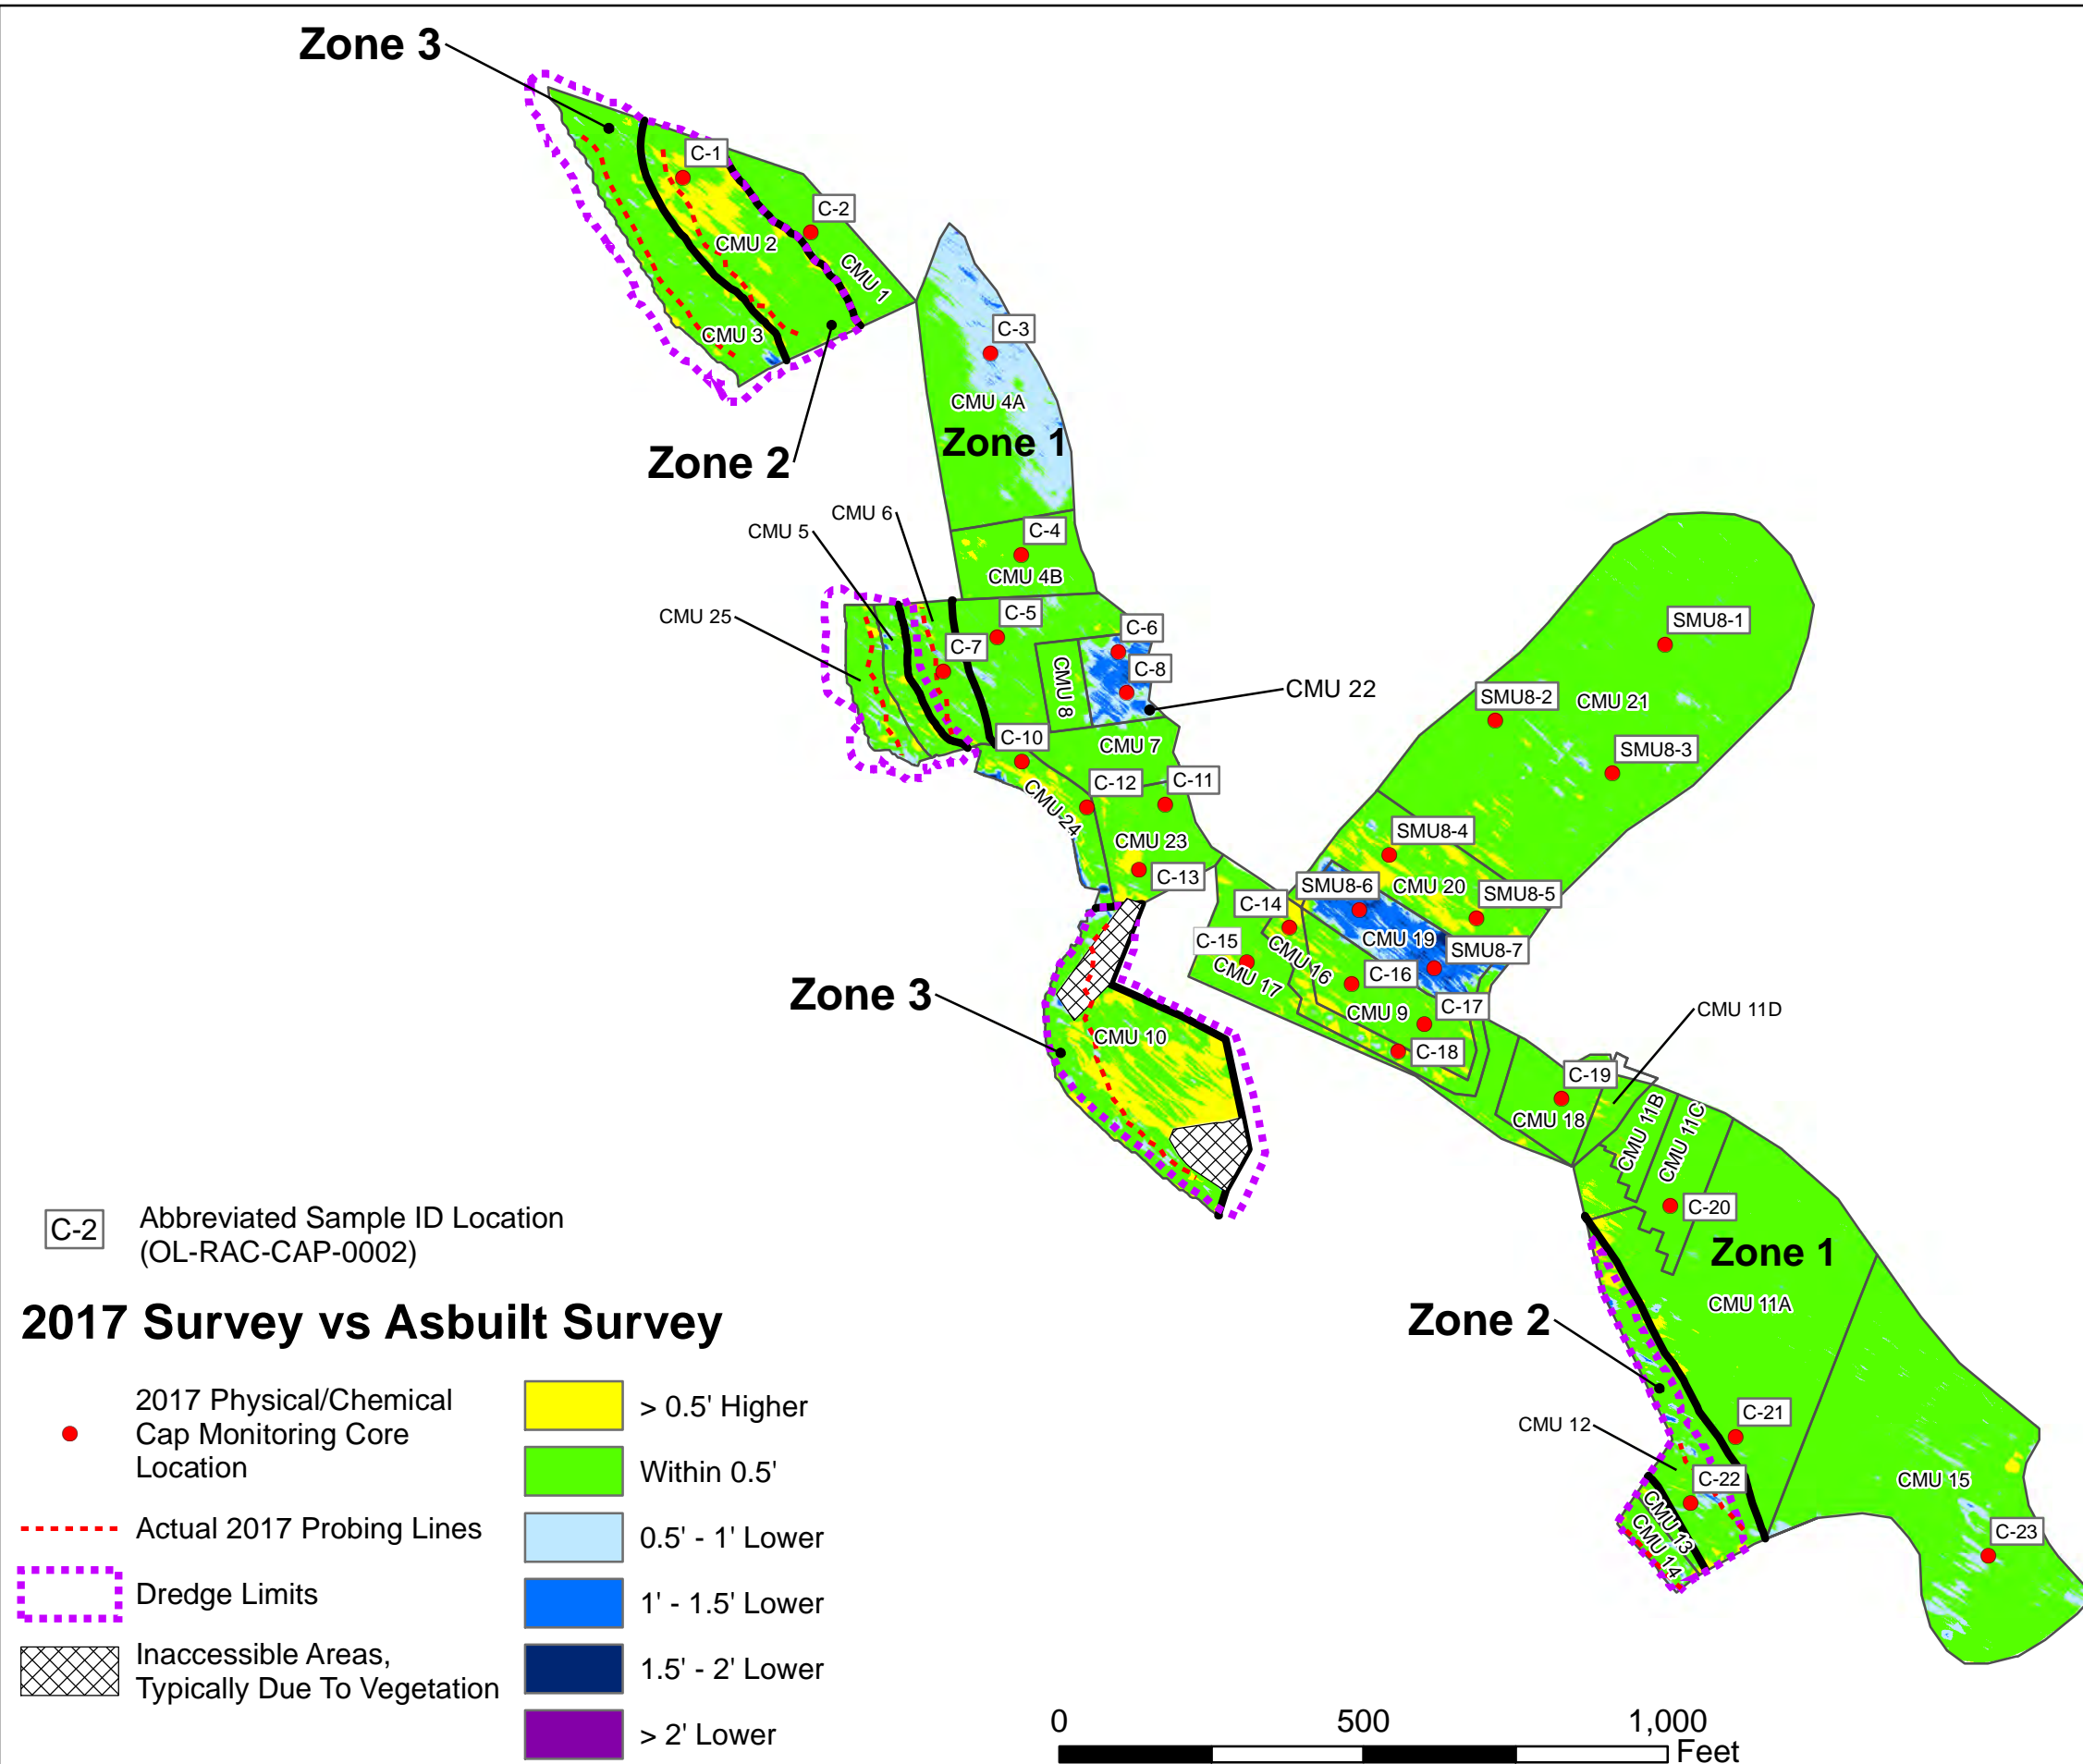 Zone 3
C-1
C-2
CMU 2
CMU 1
CMU 3
C-3
CMU 4A
Zone 1
Zone 2
C-4
CMU 4B
CMU 6
CMU 5
CMU 25
C-5
C-6
C-7
C-8
CMU 8
CMU 22
CMU 7
C-10
C-12
C-11
CMU 24
CMU 23
C-13
SMU8-1
SMU8-2
CMU 21
SMU8-3
SMU8-4
CMU 20
SMU8-5
SMU8-6
C-14
CMU 19
SMU8-7
C-15
CMU 16
CMU 17
C-16
C-17
CMU 9
C-18
Zone 3
CMU 10
CMU 11D
C-19
CMU 18
CMU 11B
CMU 11C
C-20
Zone 1
CMU 11A
Zone 2
C-21
CMU 12
C-22
CMU 13
CMU 14
CMU 15
C-23
C-2
Abbreviated Sample ID Location
(OL-RAC-CAP-0002)
2017 Survey vs Asbuilt Survey
2017 Physical/Chemical
Cap Monitoring Core
Location
Actual 2017 Probing Lines
Dredge Limits
Inaccessible Areas,
Typically Due To Vegetation
> 0.5' Higher
Within 0.5'
0.5' - 1' Lower
1' - 1.5' Lower
1.5' - 2' Lower
> 2' Lower
0 500 1,000
Feet